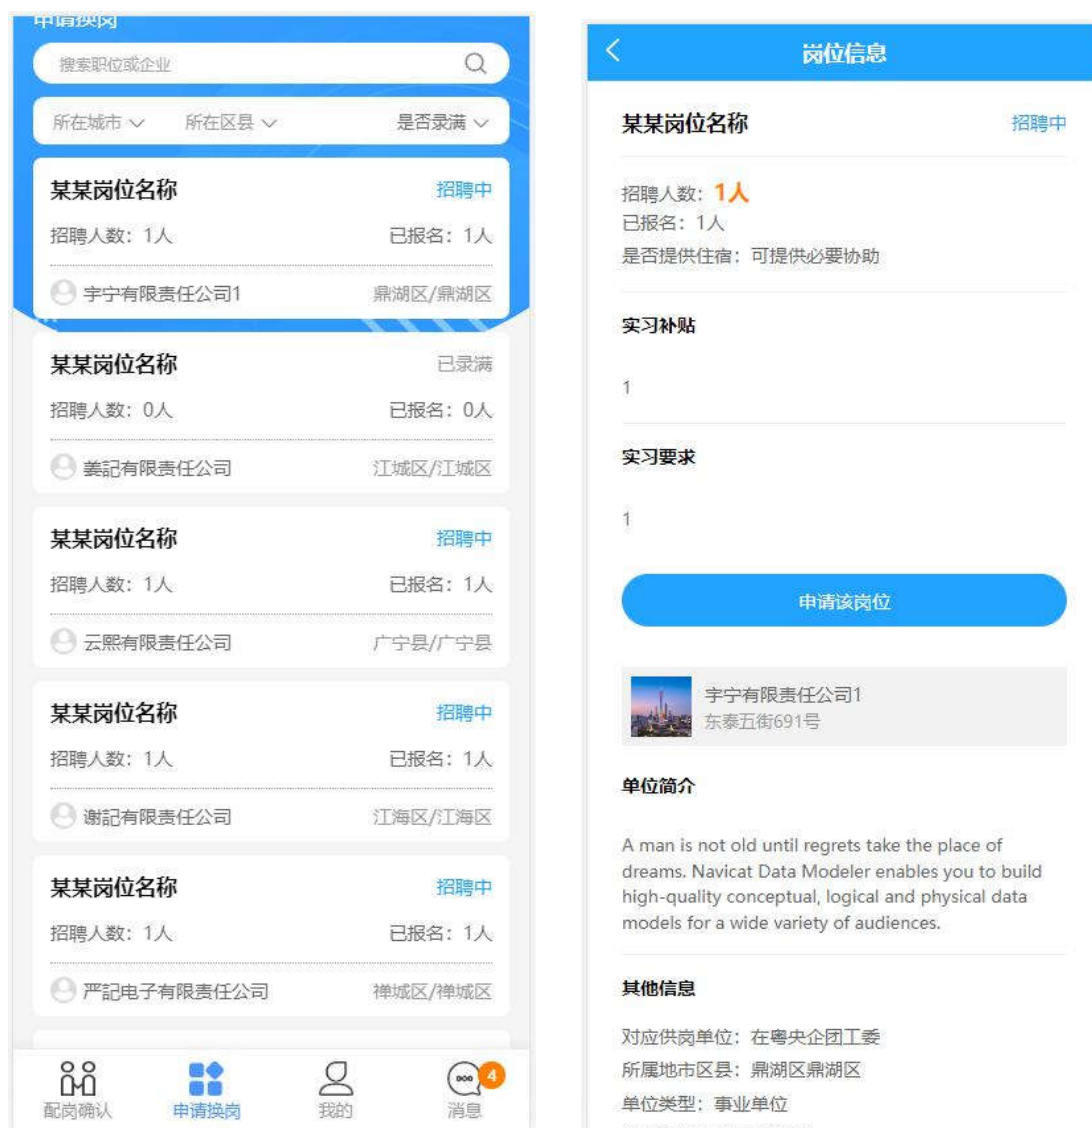 申请换岗
搜索职位或企业
所在城市 所在区县 是否录满
某某岗位名称 招聘中
招聘人数：1人 已报名：1人
宇宁有限责任公司1 鼎湖区/鼎湖区
某某岗位名称 已录满
招聘人数：0人 已报名：0人
姜記有限责任公司 江城区/江城区
某某岗位名称 招聘中
招聘人数：1人 已报名：1人
云熙有限责任公司 广宁县/广宁县
某某岗位名称 招聘中
招聘人数：1人 已报名：1人
谢記有限责任公司 江海区/江海区
某某岗位名称 招聘中
招聘人数：1人 已报名：1人
严記电子有限责任公司 禅城区/禅城区
配岗确认 申请换岗 我的 消息 4
岗位信息
某某岗位名称 招聘中
招聘人数：1人
已报名：1人
是否提供住宿：可提供必要协助
实习补贴
1
实习要求
1
申请该岗位
宇宁有限责任公司1
东泰五街691号
单位简介
A man is not old until regrets take the place of
dreams. Navicat Data Modeler enables you to build
high-quality conceptual, logical and physical data
models for a wide variety of audiences.
其他信息
对应供岗单位：在粤央企团工委
所属地市区县：鼎湖区鼎湖区
单位类型：事业单位